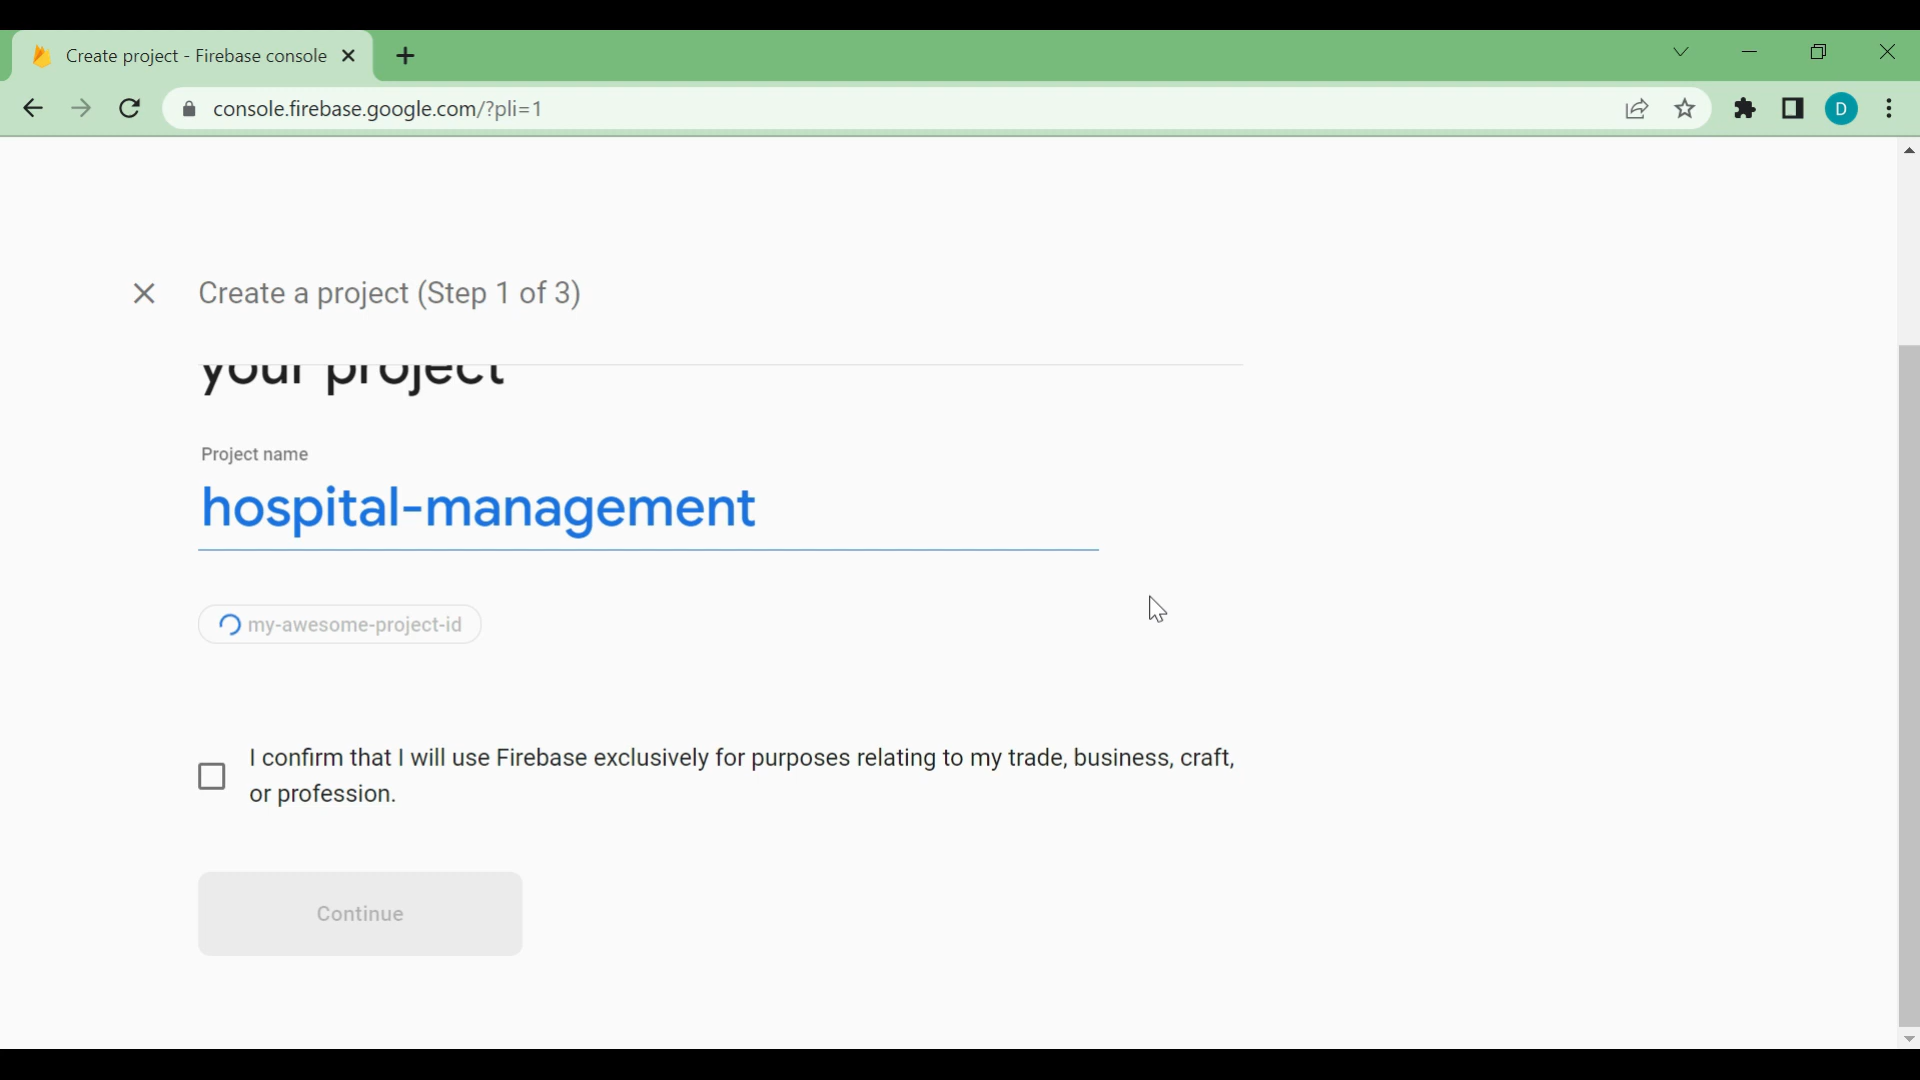 Create project - Firebase console
console.firebase.google.com/?pli=1
D
Create a project (Step 1 of 3)
your project
Project name
hospital-management
my-awesome-project-id
I confirm that I will use Firebase exclusively for purposes relating to my trade, business, craft,
or profession.
Continue